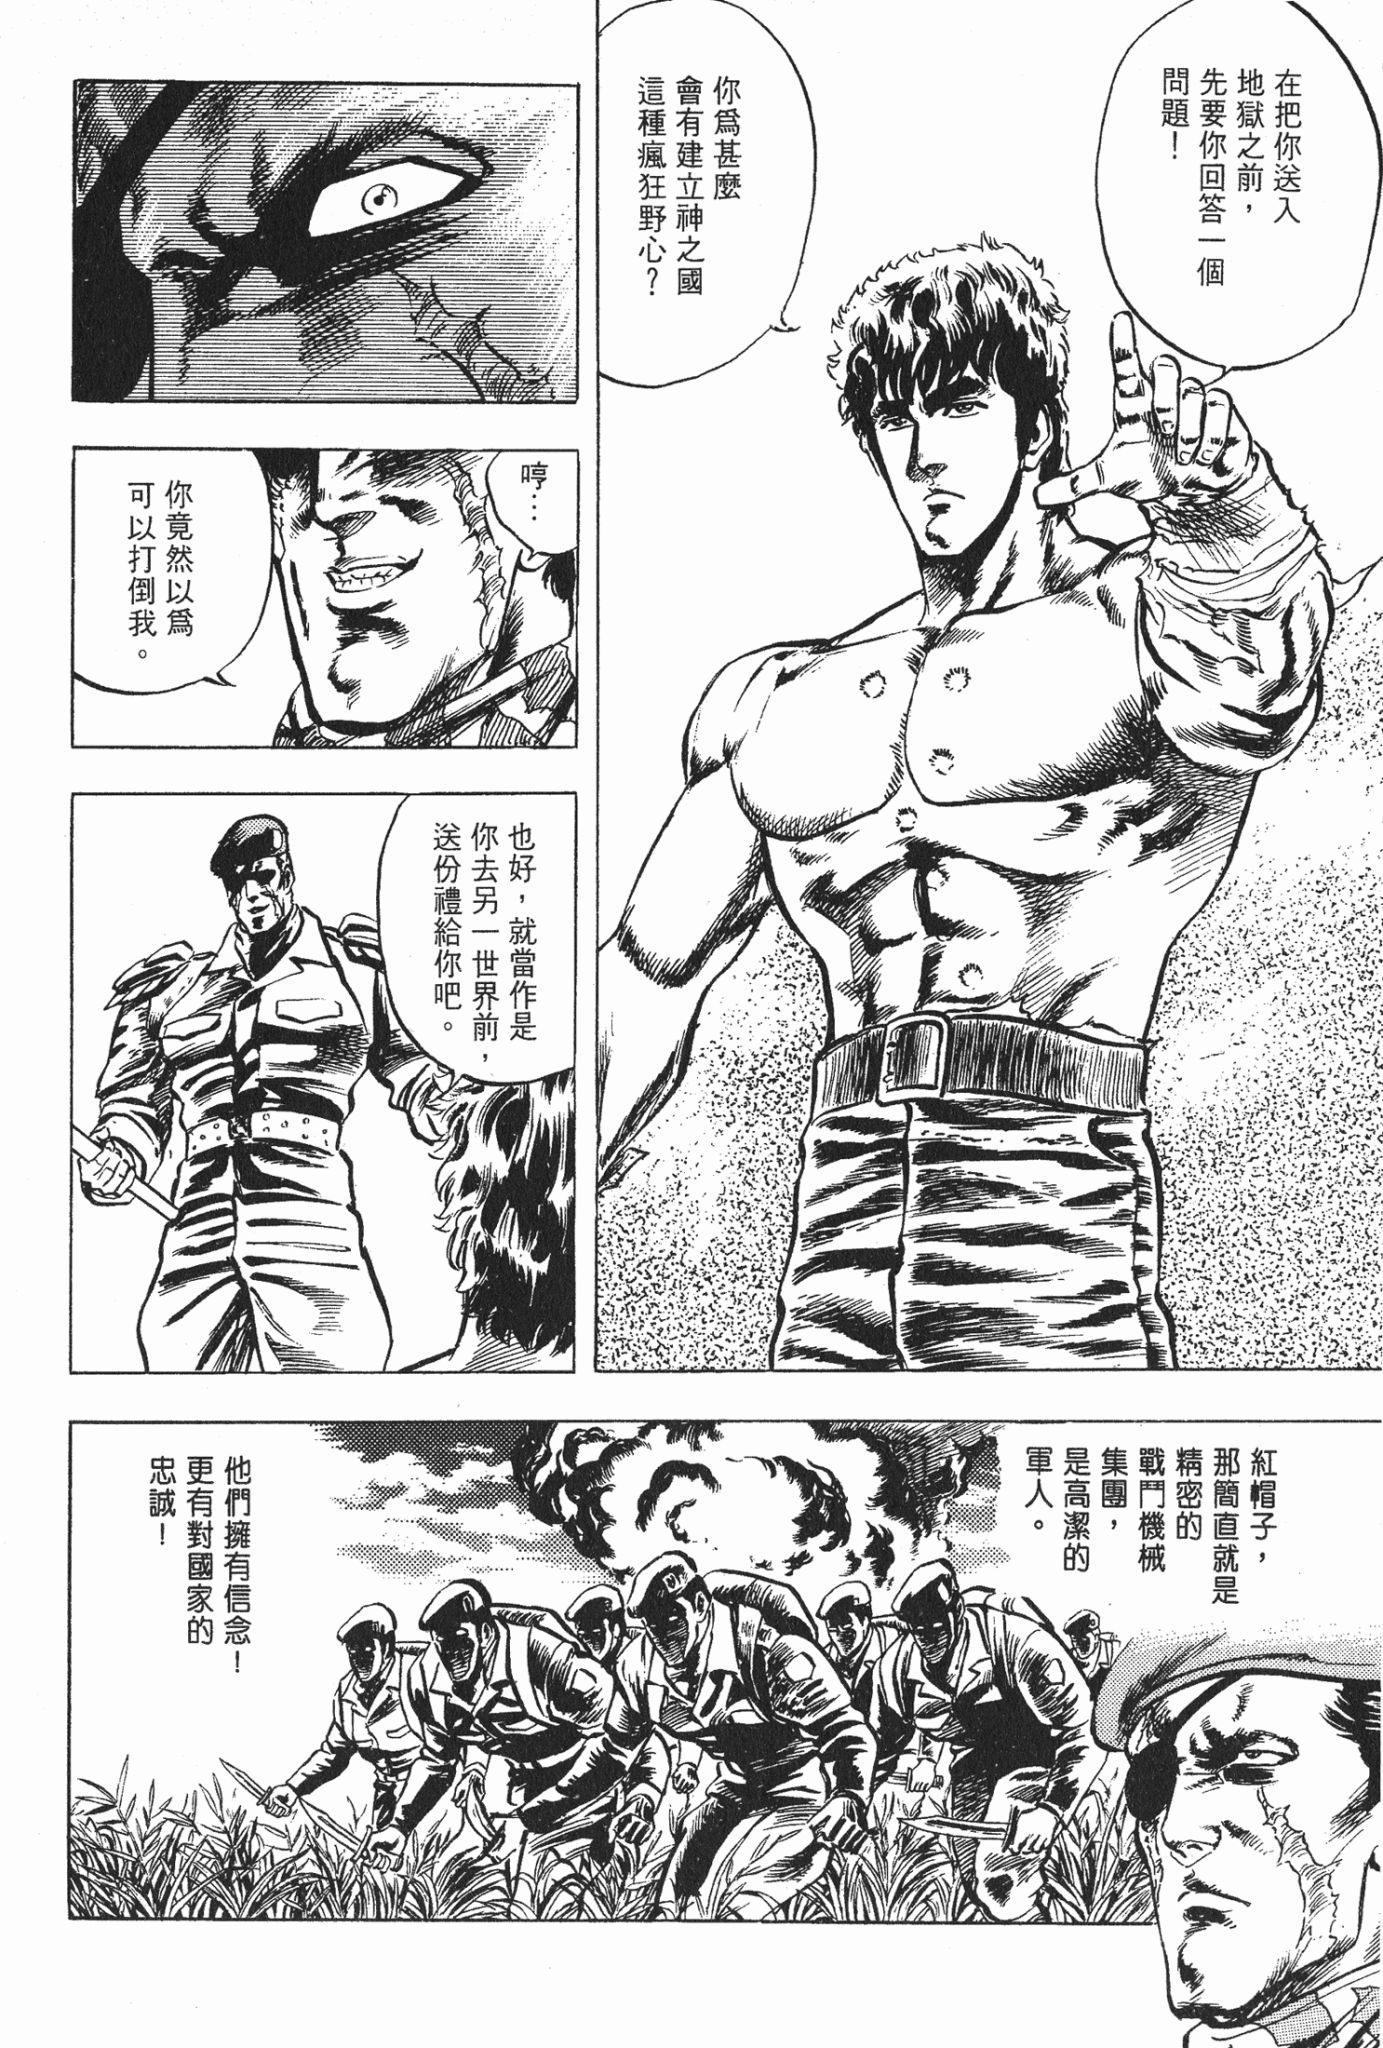 在把你送入
地獄之前，
先要你回答一個
問題！
你爲甚麼
會有建立神之國
這種瘋狂野心？
哼…
你竟然以爲
可以打倒我。
也好，就當作是
你去另一世界前，
送份禮給你吧。
紅帽子，
那簡直就是
精密的
戰鬥機械
集團，
是高潔的
軍人。
他們擁有信念！
更有對國家的
忠誠！